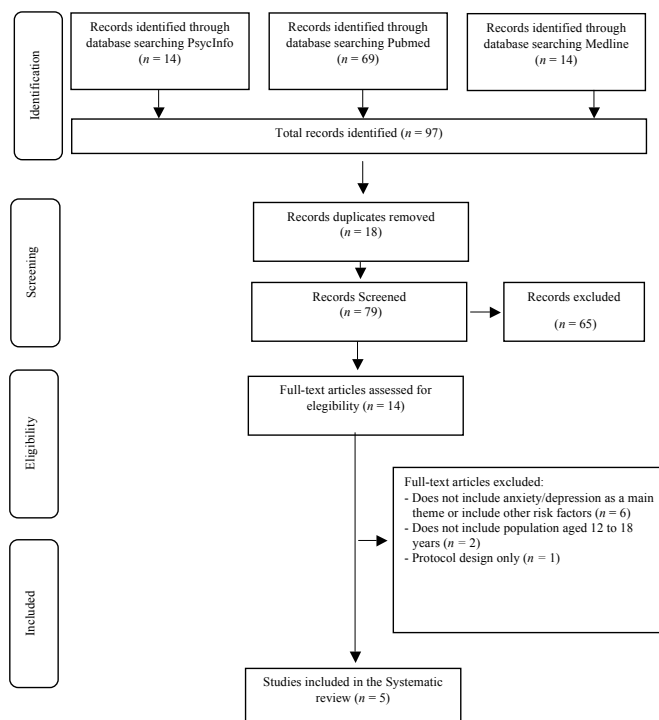 Identification
Records identified through
database searching PsycInfo
(n = 14)
Records identified through
database searching Pubmed
(n = 69)
Records identified through
database searching Medline
(n = 14)
Total records identified (n = 97)
Screening
Records duplicates removed
(n = 18)
Records Screened
(n = 79)
Records excluded
(n = 65)
Eligibility
Full-text articles assessed for
elegibility (n = 14)
Full-text articles excluded:
- Does not include anxiety/depression as a main
theme or include other risk factors (n = 6)
- Does not include population aged 12 to 18
years (n = 2)
- Protocol design only (n = 1)
Included
Studies included in the Systematic
review (n = 5)